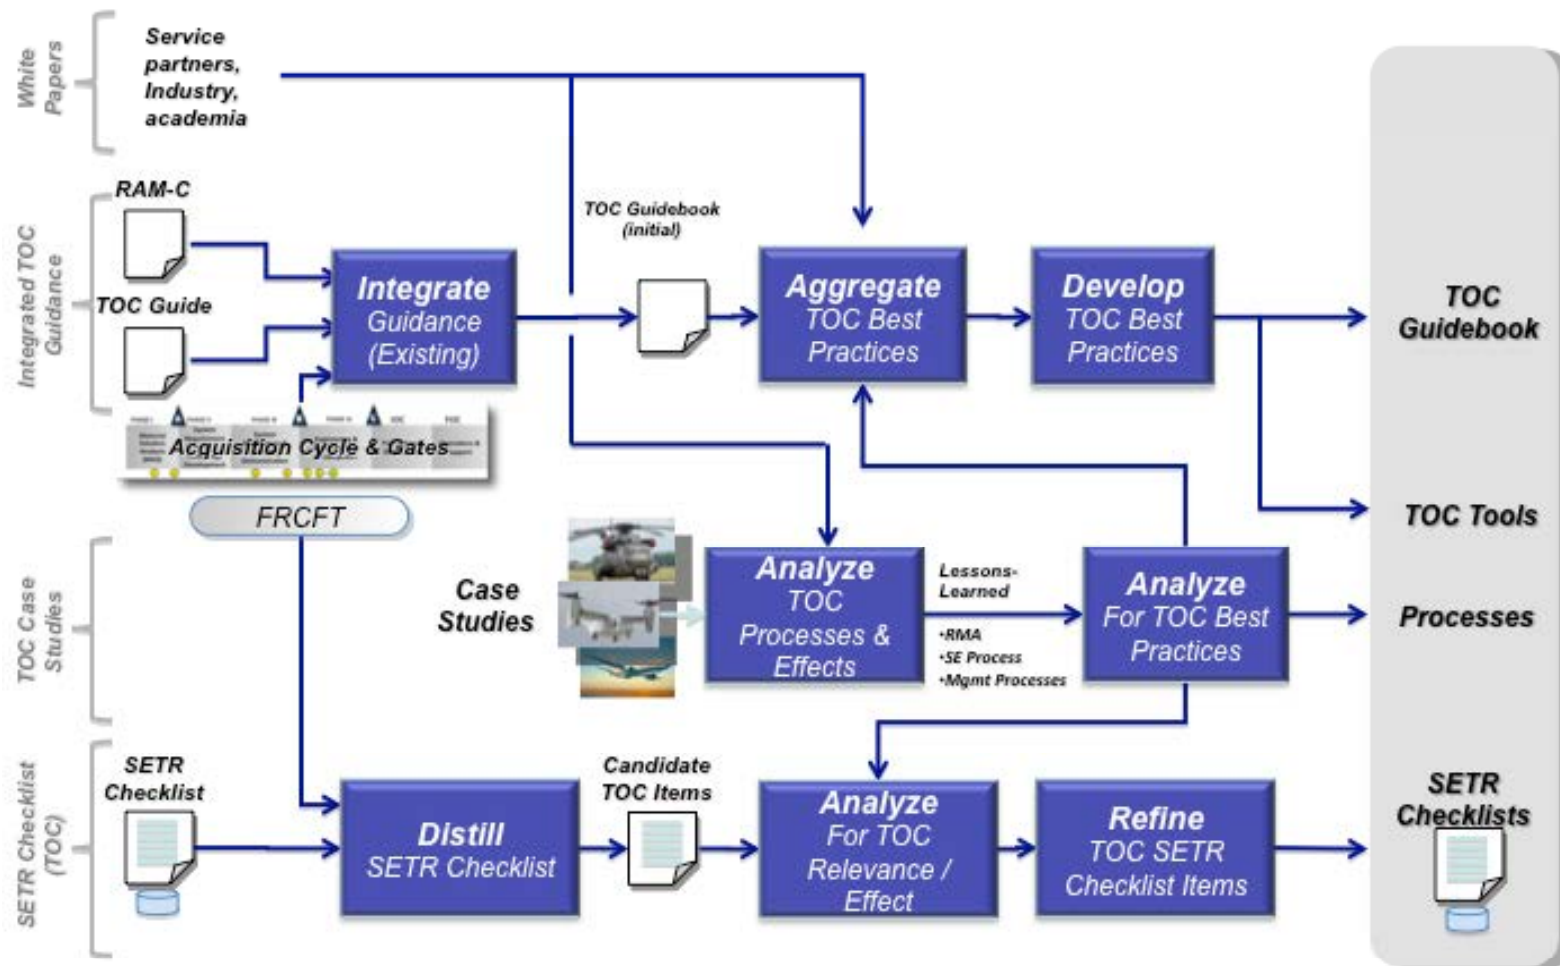 White
Papers
Service
partners,
Industry,
academia
Integrated TOC
Guidance
RAM-C
TOC Guide
Integrate
Guidance
(Existing)
TOC Guidebook
(initial)
Aggregate
TOC Best
Practices
Develop
TOC Best
Practices
TOC
Guidebook
Acquisition Cycle & Gates
FRCFT
TOC Tools
TOC Case
Studies
Case
Studies
Analyze
TOC
Processes &
Effects
Lessons-
Learned
•RMA
•SE Process
•Mgmt Processes
Analyze
For TOC Best
Practices
Processes
SETR Checklist
(TOC)
SETR
Checklist
Distill
SETR Checklist
Candidate
TOC Items
Analyze
For TOC
Relevance /
Effect
Refine
TOC SETR
Checklist Items
SETR
Checklists